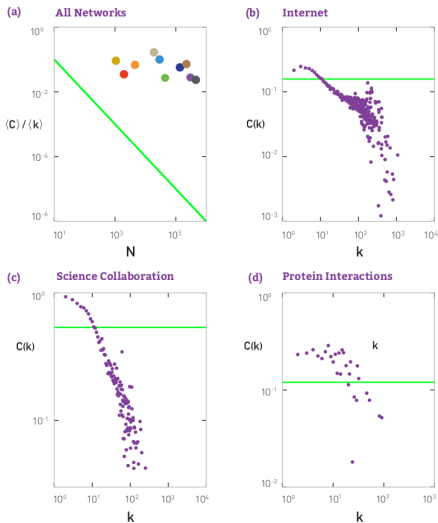 (a) All Networks
10⁰
10⁻²
⟨C⟩ / ⟨k⟩
10⁻⁴
10⁻⁶
10¹ 10³ 10⁵
N
(b) Internet
10⁰
10⁻¹
C(k)
10⁻²
10⁻³
10⁰ 10¹ 10² 10³ 10⁴
k
(c) Science Collaboration
10⁰
C(k)
10⁻¹
10⁰ 10¹ 10² 10³ 10⁴
k
(d) Protein Interactions
10⁰
C(k) k
10⁻¹
10⁻²
10⁰ 10¹ 10² 10³
k